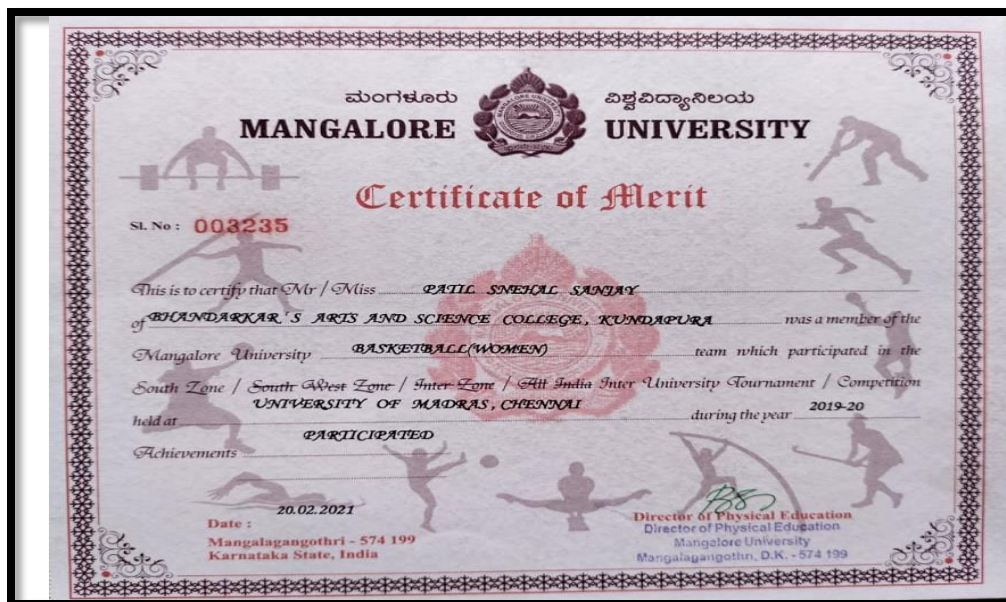 ಮಂಗಳೂರು ವಿಶ್ವವಿದ್ಯಾನಿಲಯ
MANGALORE UNIVERSITY
Certificate of Merit
Sl. No : 003235
This is to certify that Mr / Miss PATIL SNEHAL SANJAY
of BHANDARKAR'S ARTS AND SCIENCE COLLEGE, KUNDAPURA was a member of the
Mangalore University BASKETBALL(WOMEN) team which participated in the
South Zone / South West Zone / Inter Zone / All India Inter University Tournament / Competition
held at UNIVERSITY OF MADRAS, CHENNAI during the year 2019-20
Achievements PARTICIPATED
Date : 20.02.2021
Mangalagangothri - 574 199
Karnataka State, India
Director of Physical Education
Director of Physical Education
Mangalore University
Mangalagangothri, D.K. - 574 199